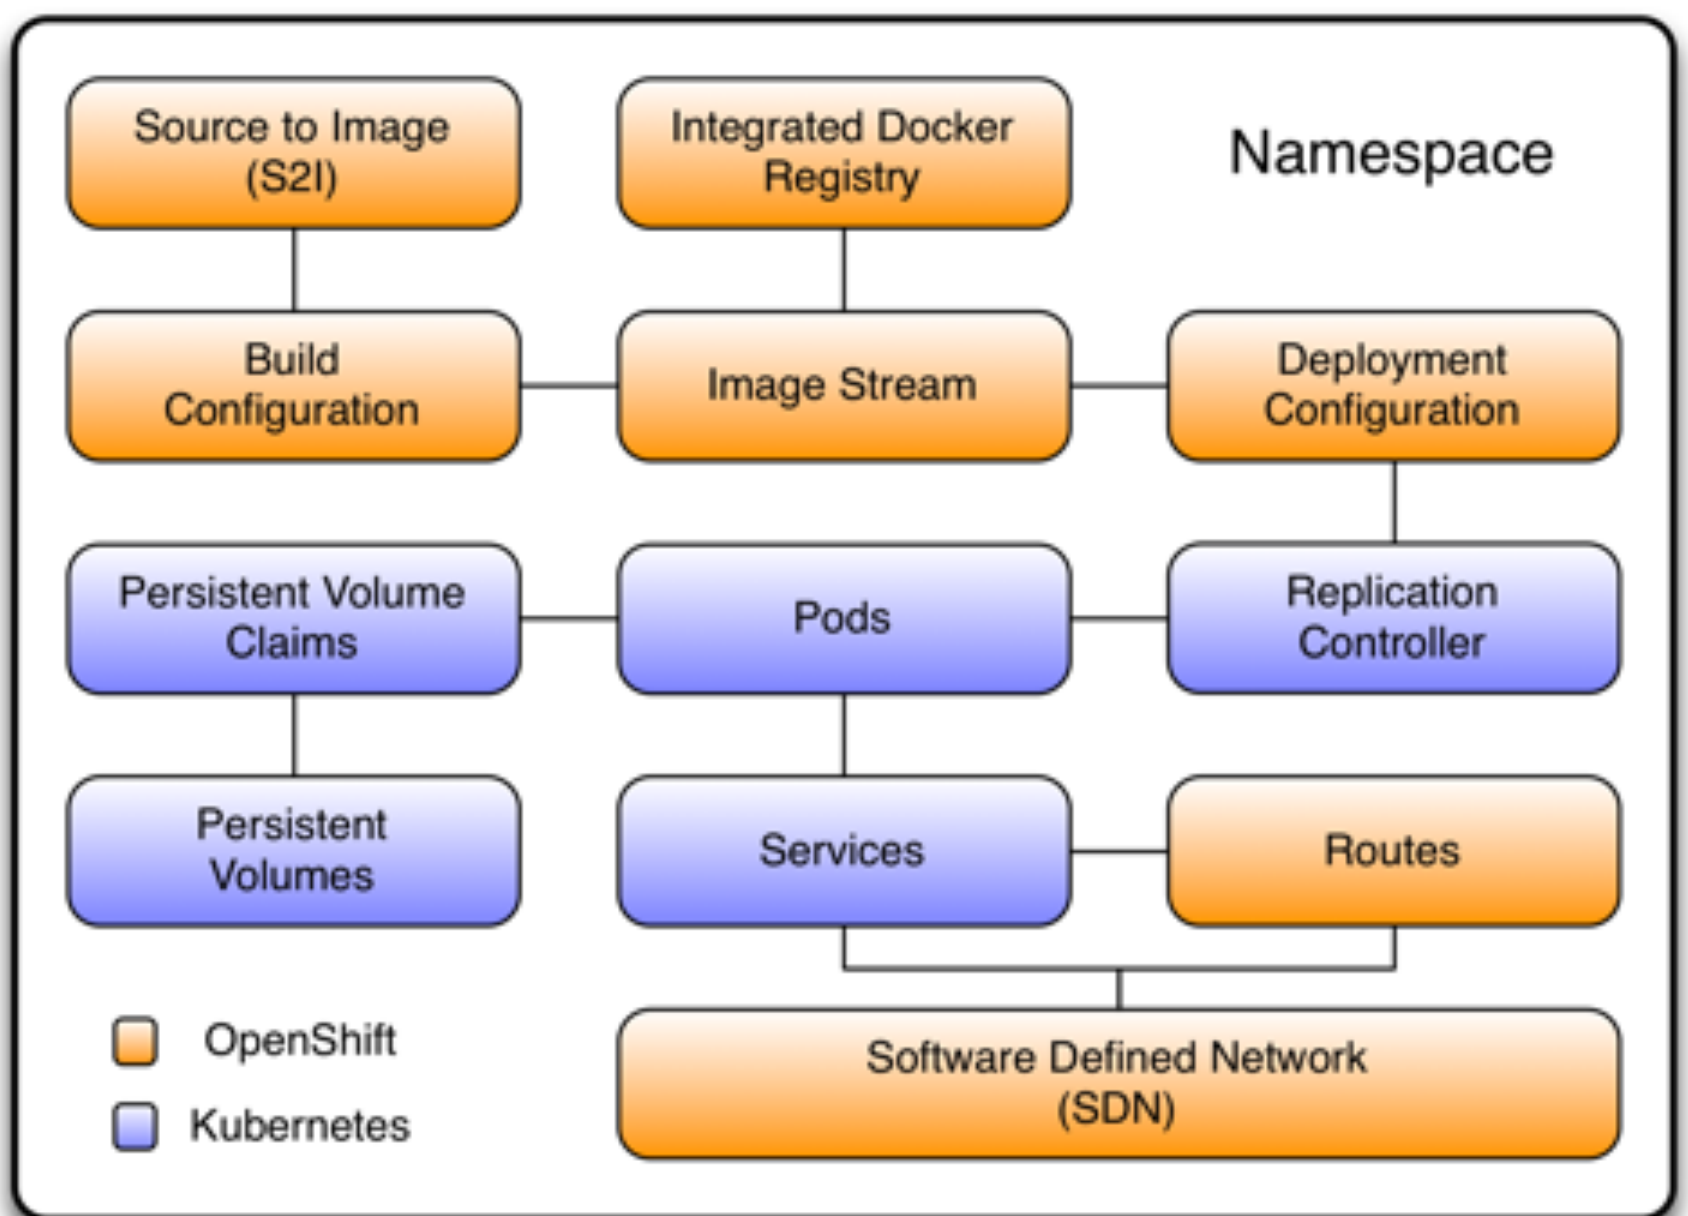 Source to Image
(S2I)
Integrated Docker
Registry
Namespace
Build
Configuration
Image Stream
Deployment
Configuration
Persistent Volume
Claims
Pods
Replication
Controller
Persistent
Volumes
Services
Routes
OpenShift
Kubernetes
Software Defined Network
(SDN)